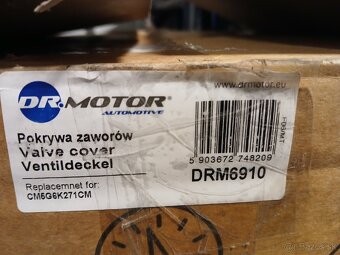 DR.MOTOR
AUTOMOTIVE
www.drmotor.eu
Pokrywa zaworów
Valve cover
Ventildeckel
Replacemnet for:
CM5G6K271CM
5 903672 748209
DRM6910